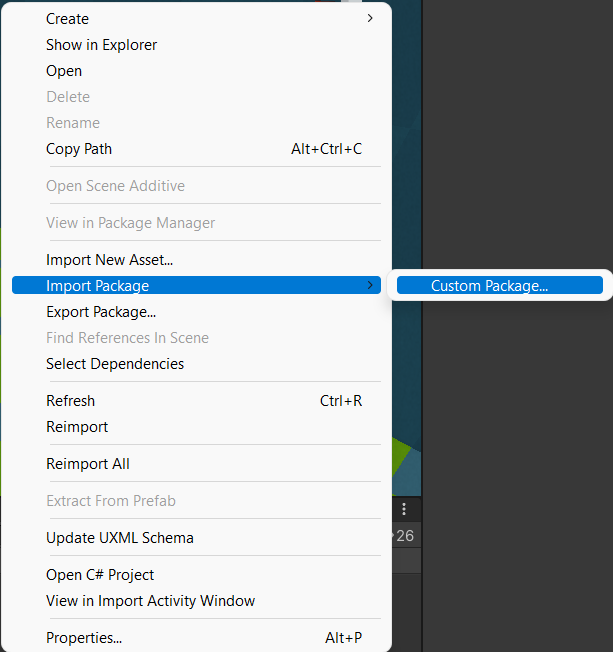 Create
Show in Explorer
Open
Delete
Rename
Copy Path Alt+Ctrl+C
Open Scene Additive
View in Package Manager
Import New Asset...
Import Package Custom Package...
Export Package...
Find References In Scene
Select Dependencies
Refresh Ctrl+R
Reimport
Reimport All
Extract From Prefab
26
Update UXML Schema
Open C# Project
View in Import Activity Window
Properties... Alt+P